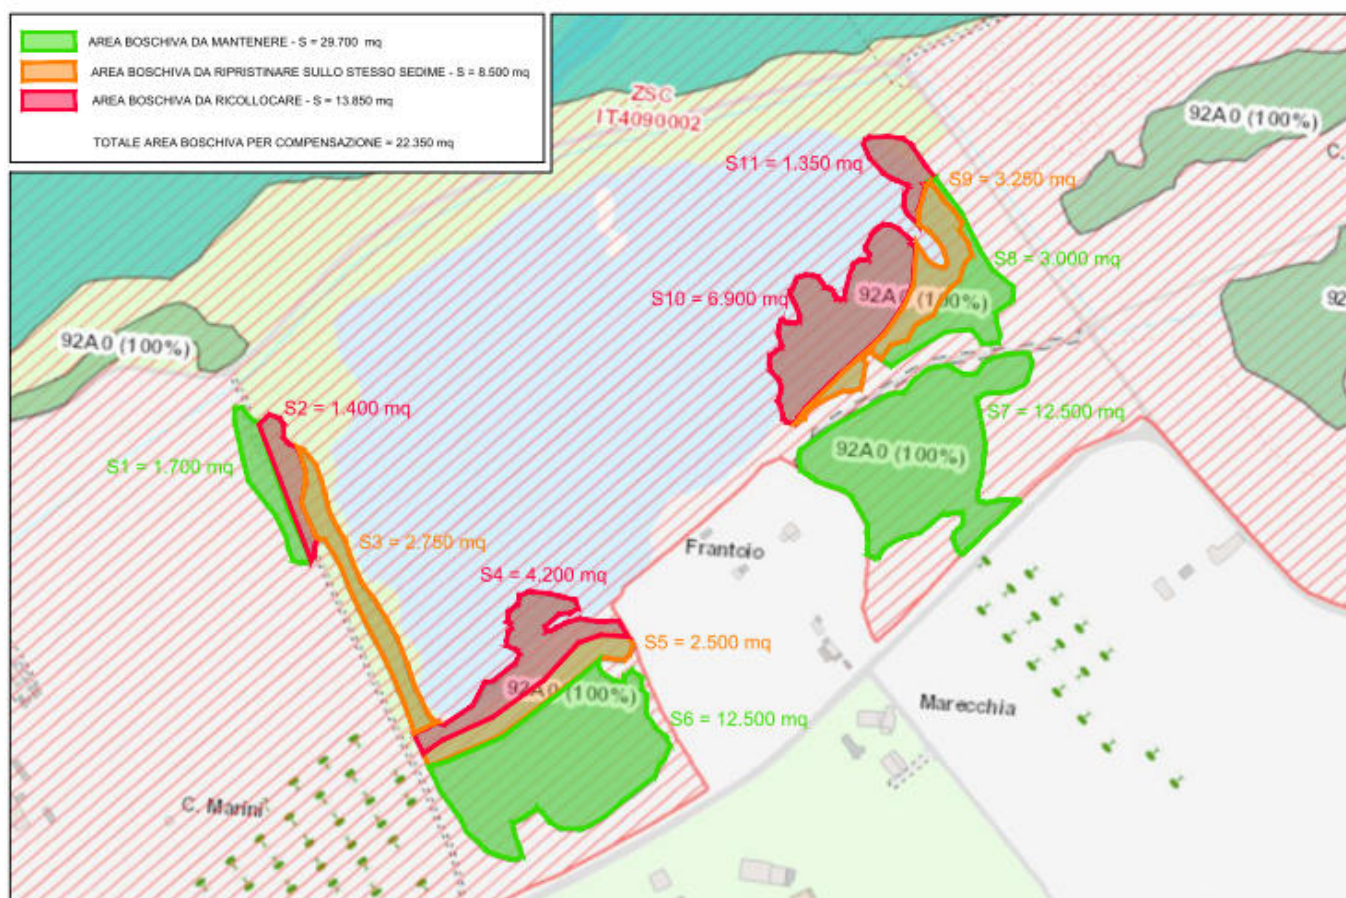 AREA BOSCHIVA DA MANTENERE - S = 29.700 mq
AREA BOSCHIVA DA RIPRISTINARE SULLO STESSO SEDIME - S = 8.500 mq
AREA BOSCHIVA DA RICOLLOCARE - S = 13.850 mq
TOTALE AREA BOSCHIVA PER COMPENSAZIONE = 22.350 mq
ZSC
IT4090002
92A0 (100%)
C.
S11 = 1.350 mq
S9 = 3.250 mq
S8 = 3.000 mq
S10 = 6.900 mq
92A0 (100%)
92
92A0 (100%)
S2 = 1.400 mq
S7 = 12.500 mq
S1 = 1.700 mq
92A0 (100%)
S3 = 2.750 mq
Frantoio
S4 = 4,200 mq
S5 = 2.500 mq
92A0 (100%)
S6 = 12.500 mq
Marecchia
C. Marini